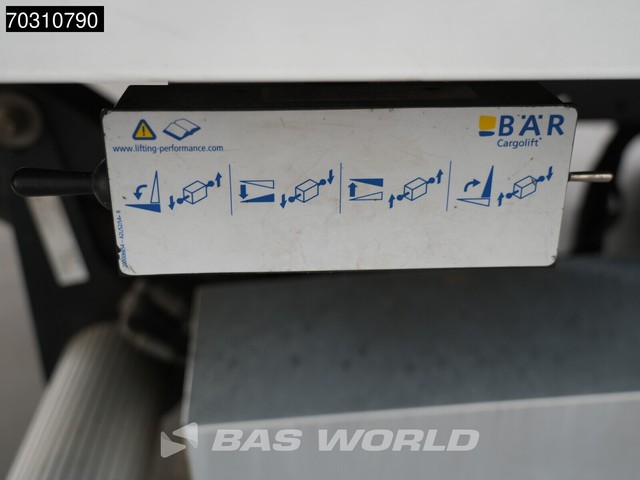 70310790
BÄR
Cargolift
www.lifting-performance.com
BAS WORLD